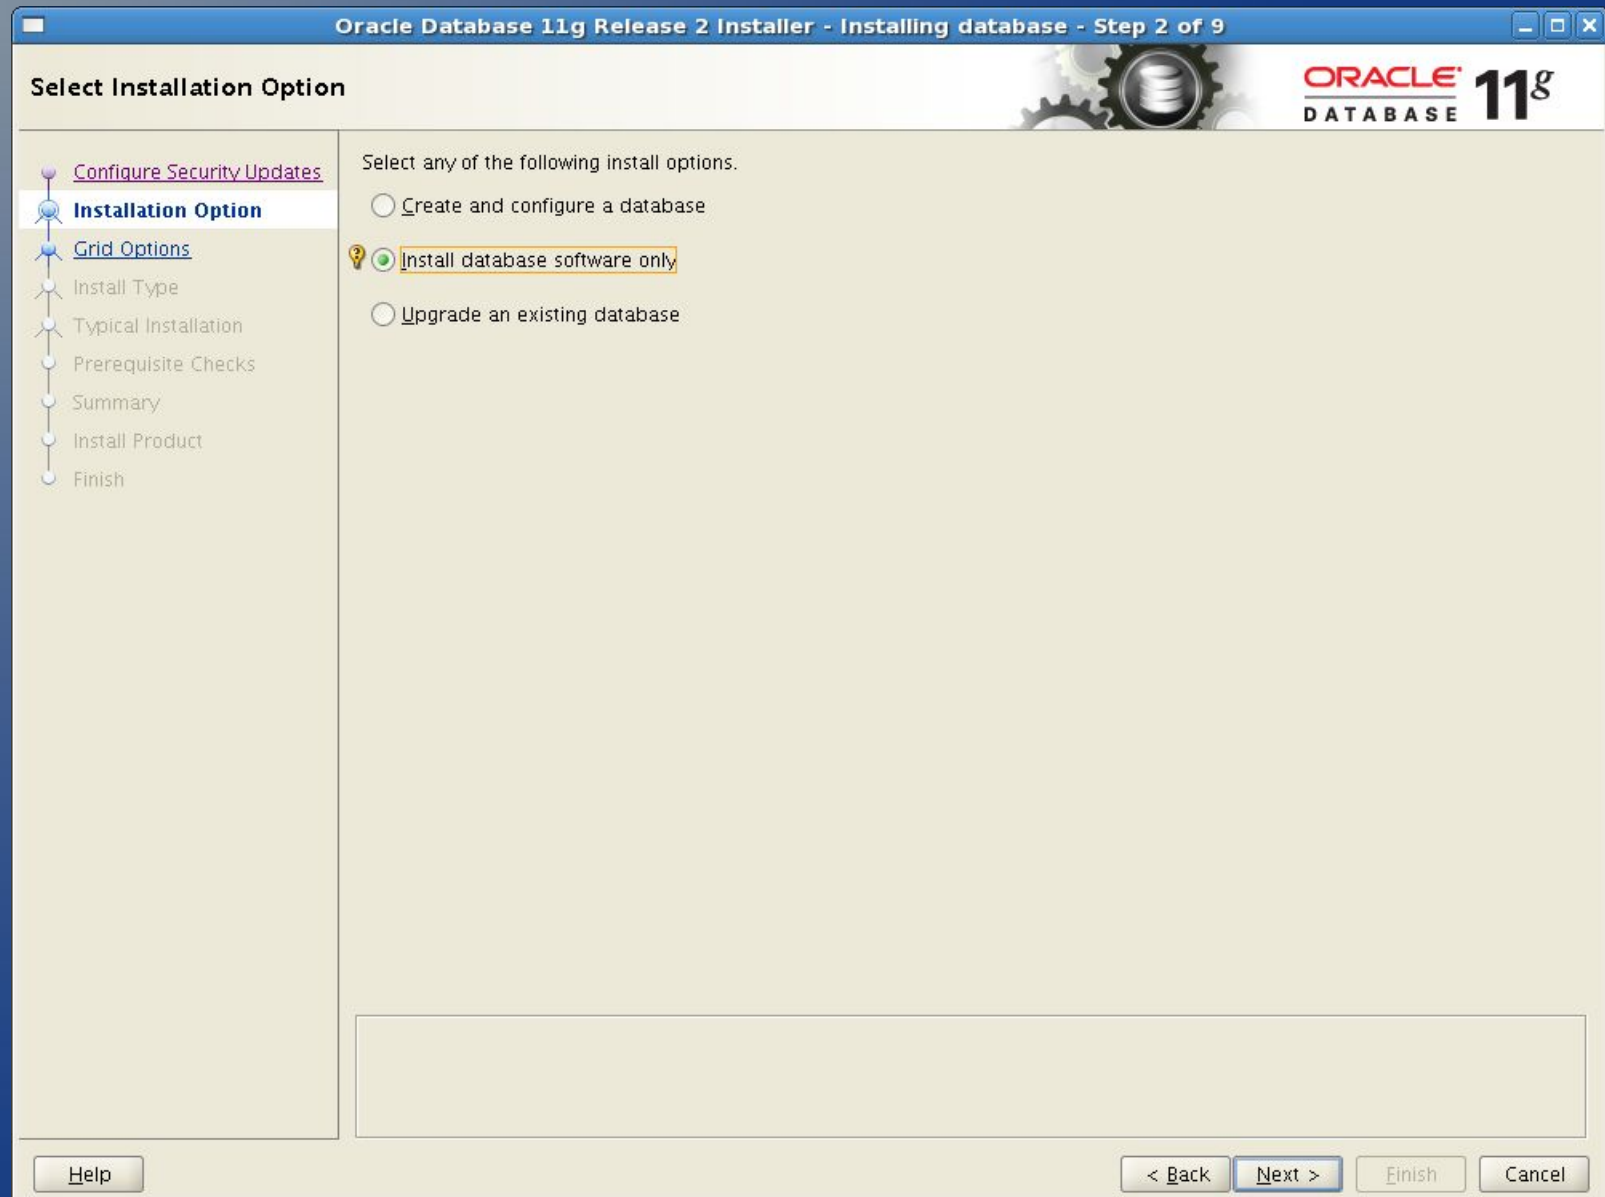 Oracle Database 11g Release 2 Installer - Installing database - Step 2 of 9
Select Installation Option
ORACLE
DATABASE
11g
Configure Security Updates
Installation Option
Grid Options
Install Type
Typical Installation
Prerequisite Checks
Summary
Install Product
Finish
Select any of the following install options.
Create and configure a database
Install database software only
Upgrade an existing database
Help
< Back
Next >
Finish
Cancel